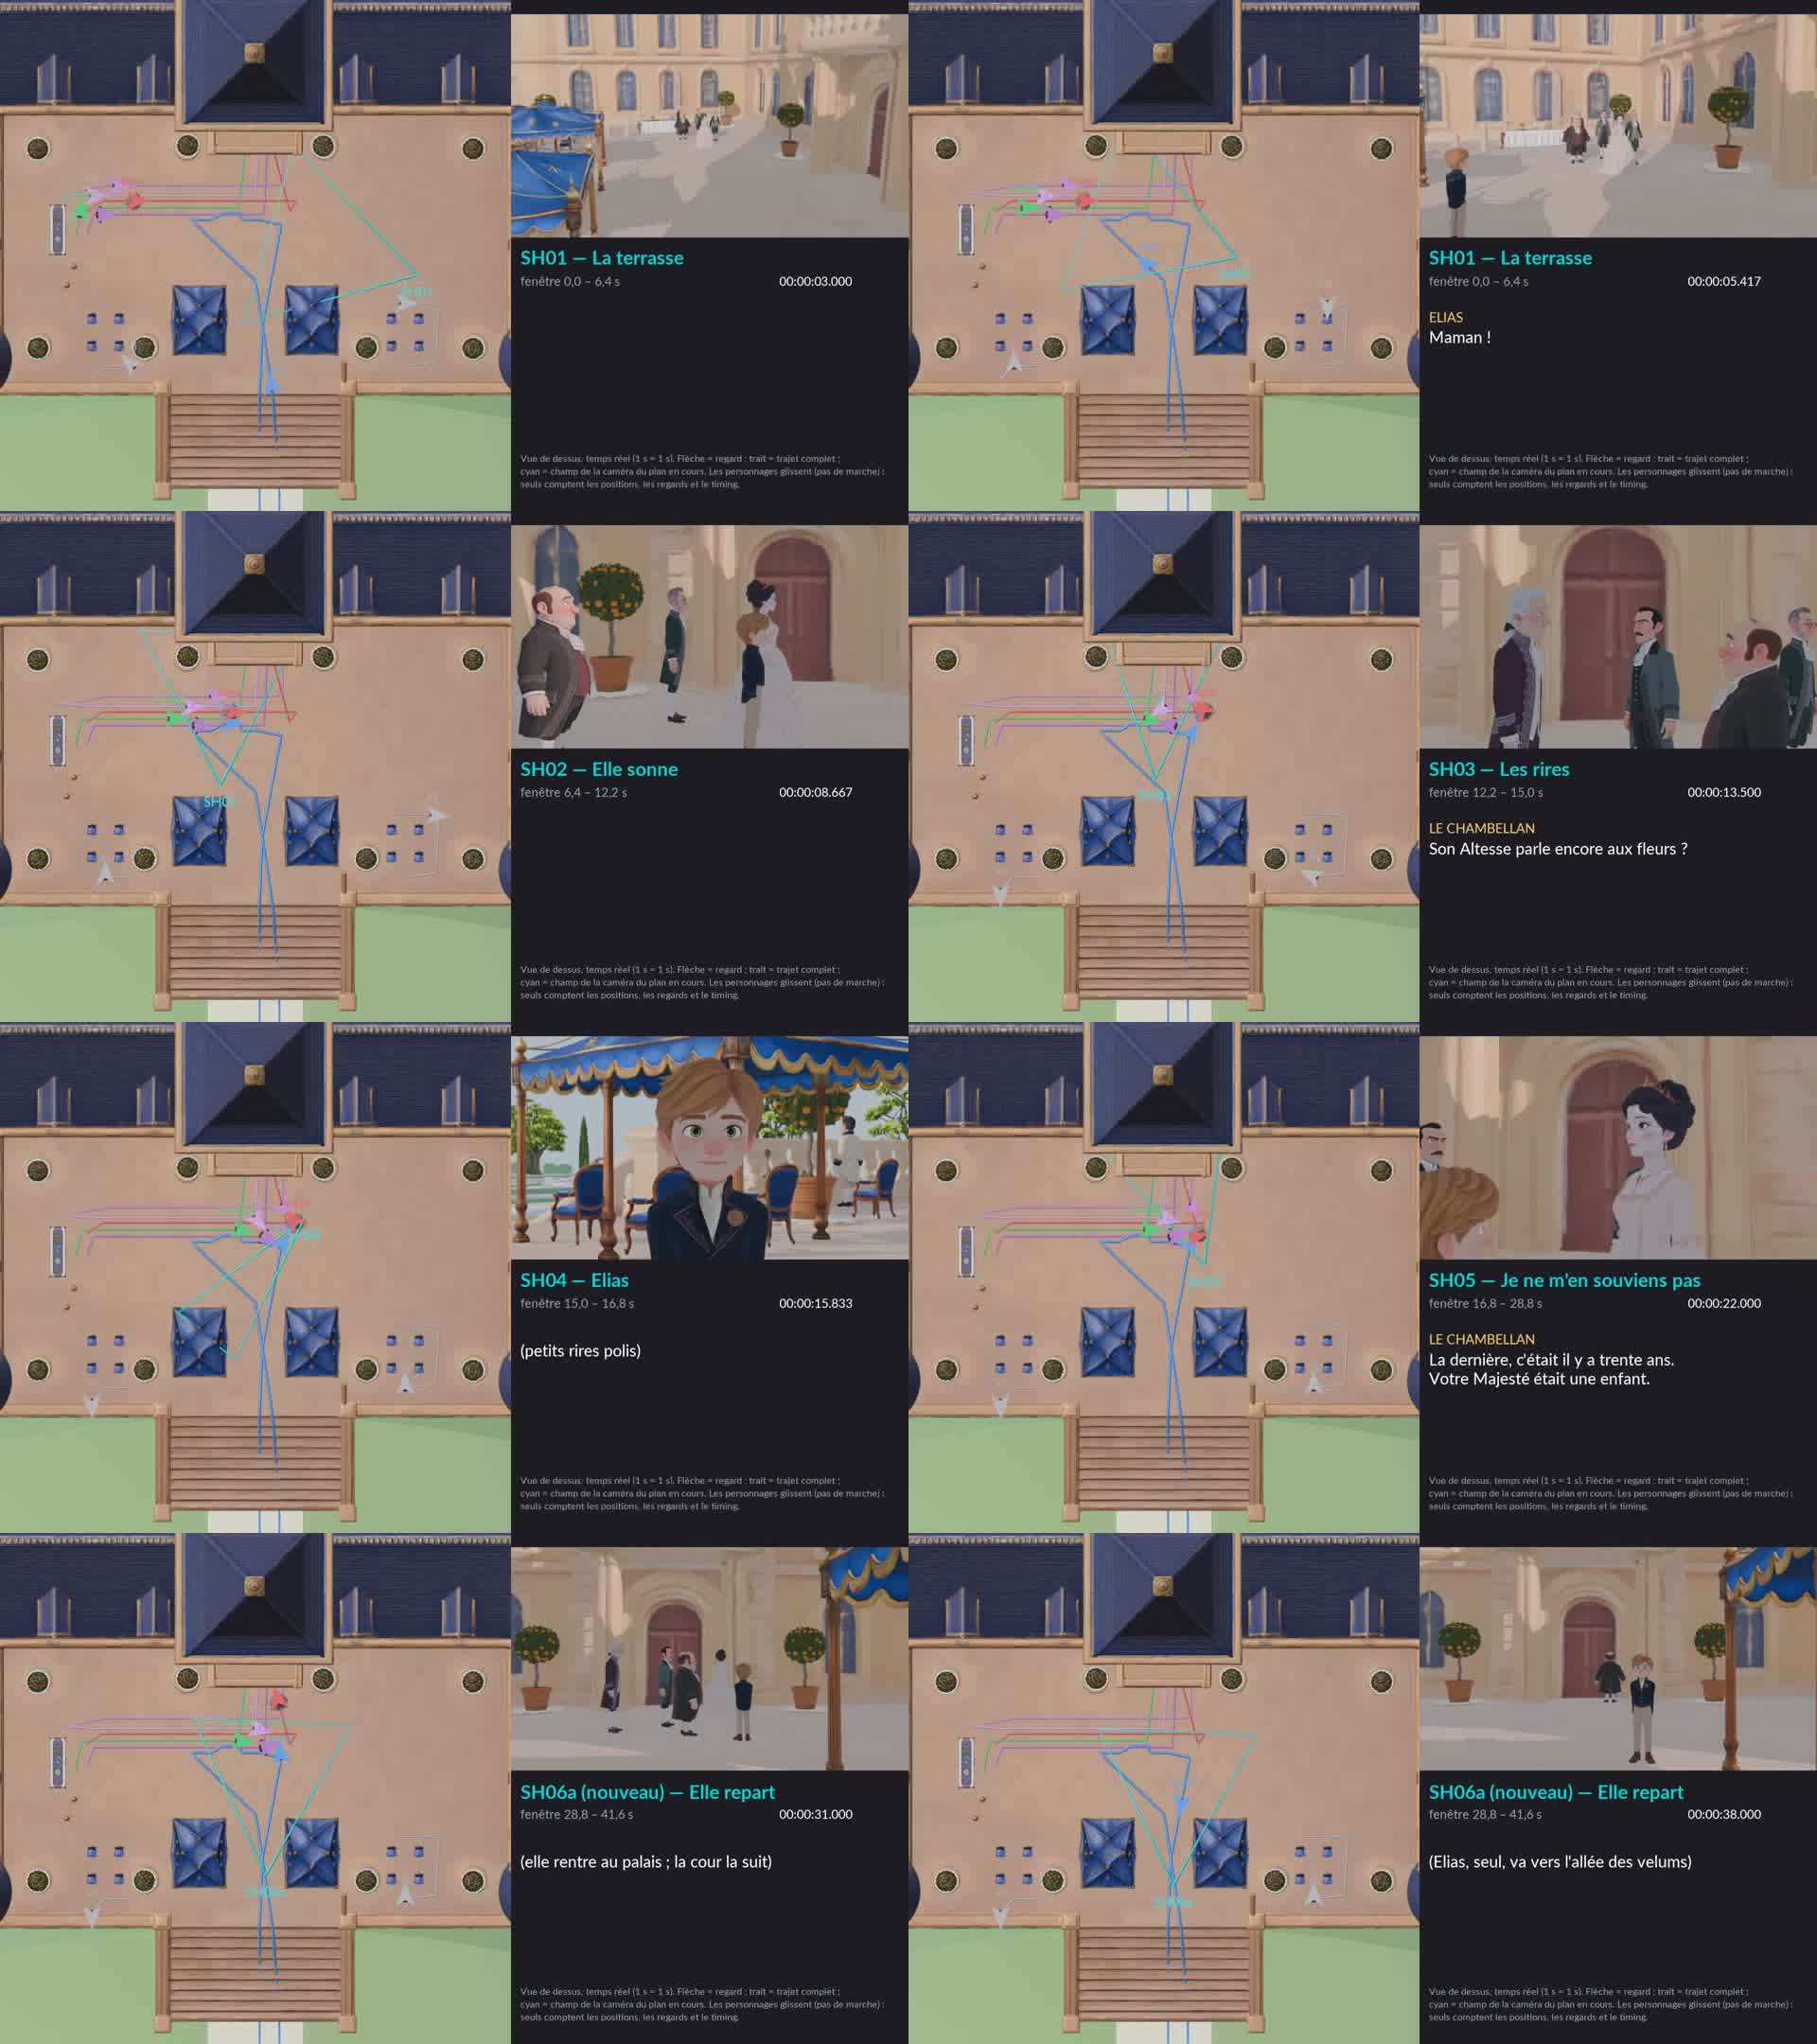 SH01 — La terrasse
fenêtre 0,0 – 6,4 s 00:00:03.000
Vue de dessus, temps réel (1 s = 1 s). Flèche = regard ; trait = trajet complet ;
cyan = champ de la caméra du plan en cours. Les personnages glissent (pas de marche) :
seuls comptent les positions, les regards et le timing.
SH01 — La terrasse
fenêtre 0,0 – 6,4 s 00:00:05.417
ELIAS
Maman !
Vue de dessus, temps réel (1 s = 1 s). Flèche = regard ; trait = trajet complet ;
cyan = champ de la caméra du plan en cours. Les personnages glissent (pas de marche) :
seuls comptent les positions, les regards et le timing.
SH02 — Elle sonne
fenêtre 6,4 – 12,2 s 00:00:08.667
Vue de dessus, temps réel (1 s = 1 s). Flèche = regard ; trait = trajet complet ;
cyan = champ de la caméra du plan en cours. Les personnages glissent (pas de marche) :
seuls comptent les positions, les regards et le timing.
SH03 — Les rires
fenêtre 12,2 – 15,0 s 00:00:13.500
LE CHAMBELLAN
Son Altesse parle encore aux fleurs ?
Vue de dessus, temps réel (1 s = 1 s). Flèche = regard ; trait = trajet complet ;
cyan = champ de la caméra du plan en cours. Les personnages glissent (pas de marche) :
seuls comptent les positions, les regards et le timing.
SH04 — Elias
fenêtre 15,0 – 16,8 s 00:00:15.833
(petits rires polis)
Vue de dessus, temps réel (1 s = 1 s). Flèche = regard ; trait = trajet complet ;
cyan = champ de la caméra du plan en cours. Les personnages glissent (pas de marche) :
seuls comptent les positions, les regards et le timing.
SH05 — Je ne m'en souviens pas
fenêtre 16,8 – 28,8 s 00:00:22.000
LE CHAMBELLAN
La dernière, c'était il y a trente ans.
Votre Majesté était une enfant.
Vue de dessus, temps réel (1 s = 1 s). Flèche = regard ; trait = trajet complet ;
cyan = champ de la caméra du plan en cours. Les personnages glissent (pas de marche) :
seuls comptent les positions, les regards et le timing.
SH06a (nouveau) — Elle repart
fenêtre 28,8 – 41,6 s 00:00:31.000
(elle rentre au palais ; la cour la suit)
Vue de dessus, temps réel (1 s = 1 s). Flèche = regard ; trait = trajet complet ;
cyan = champ de la caméra du plan en cours. Les personnages glissent (pas de marche) :
seuls comptent les positions, les regards et le timing.
SH06a (nouveau) — Elle repart
fenêtre 28,8 – 41,6 s 00:00:38.000
(Elias, seul, va vers l'allée des velums)
Vue de dessus, temps réel (1 s = 1 s). Flèche = regard ; trait = trajet complet ;
cyan = champ de la caméra du plan en cours. Les personnages glissent (pas de marche) :
seuls comptent les positions, les regards et le timing.